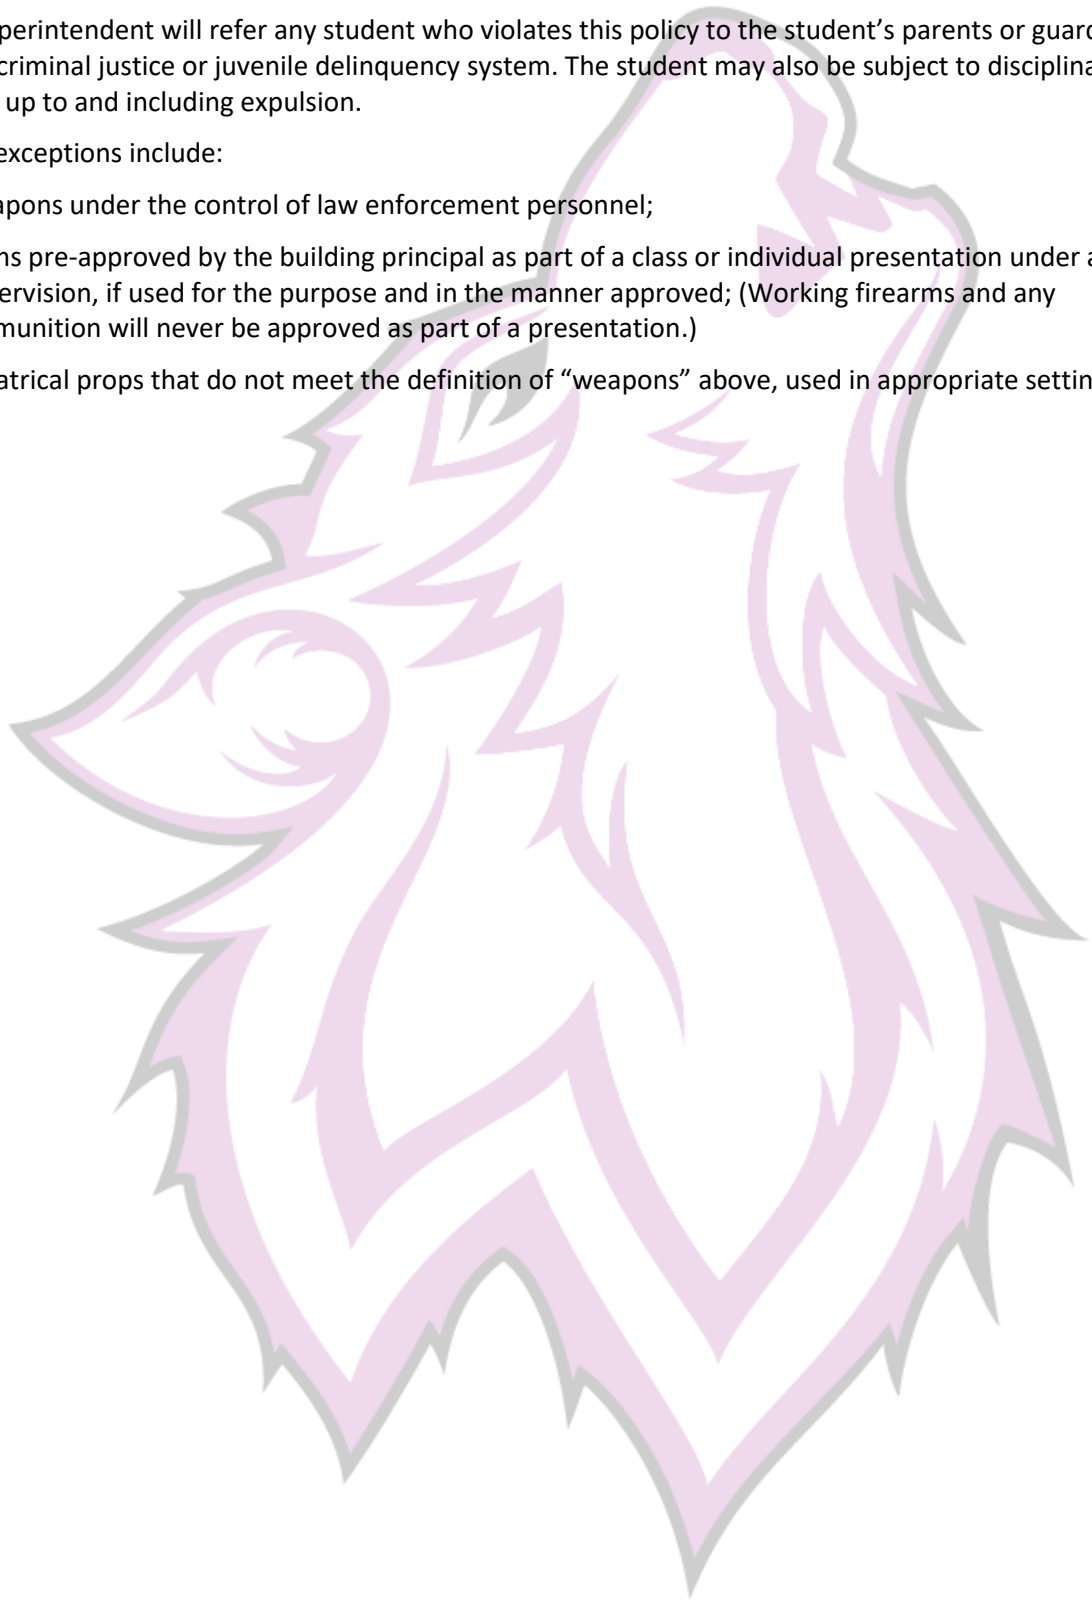 perintendent will refer any student who violates this policy to the student’s parents or guard
criminal justice or juvenile delinquency system. The student may also be subject to disciplina
up to and including expulsion.
exceptions include:
apons under the control of law enforcement personnel;
ns pre-approved by the building principal as part of a class or individual presentation under a
pervision, if used for the purpose and in the manner approved; (Working firearms and any
munition will never be approved as part of a presentation.)
atrical props that do not meet the definition of “weapons” above, used in appropriate settin